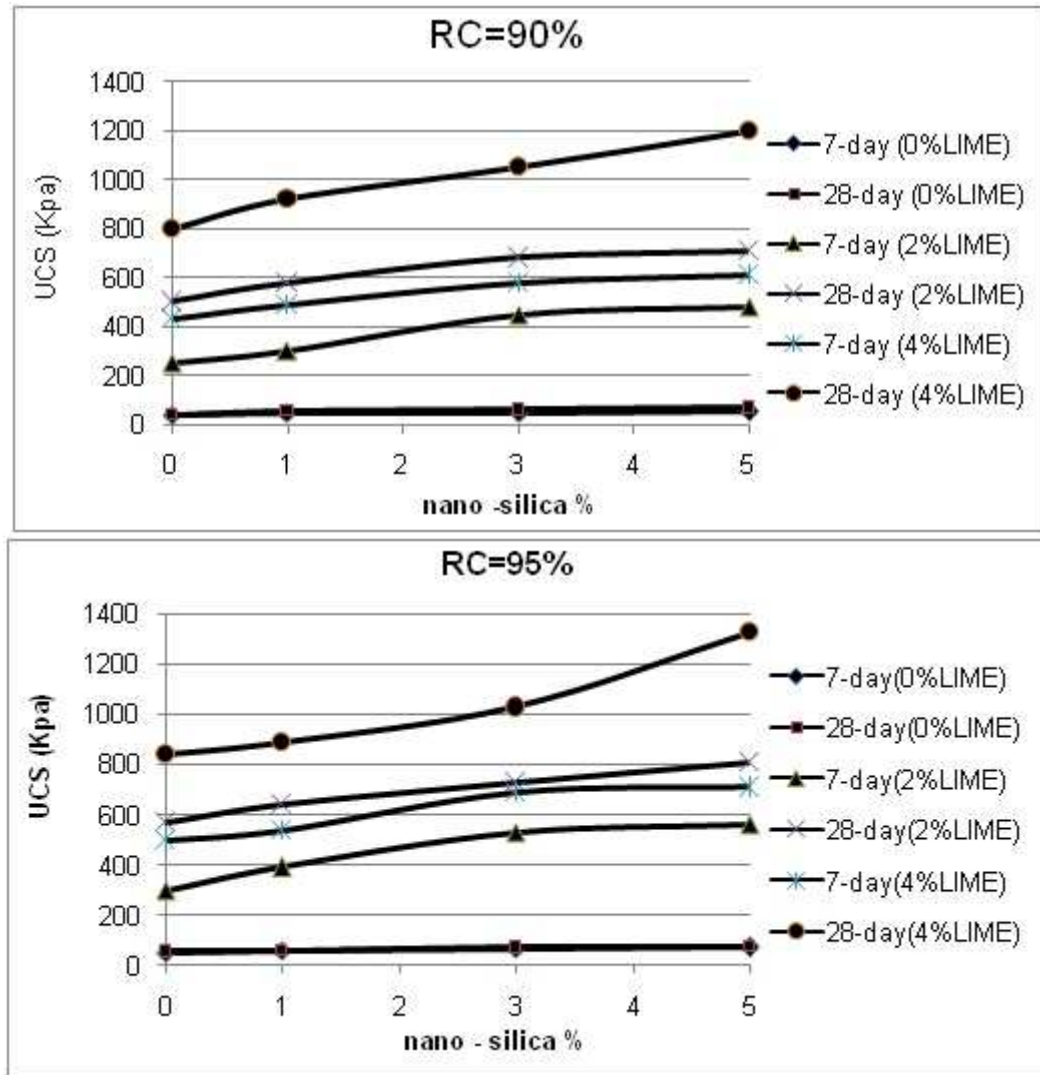 RC=90%
1400
1200
1000
800
600
400
200
0
UCS (Kpa)
0 1 2 3 4 5
nano -silica %
7-day (0%LIME)
28-day (0%LIME)
7-day (2%LIME)
28-day (2%LIME)
7-day (4%LIME)
28-day (4%LIME)
RC=95%
1400
1200
1000
800
600
400
200
0
UCS (Kpa)
0 1 2 3 4 5
nano - silica %
7-day(0%LIME)
28-day(0%LIME)
7-day(2%LIME)
28-day(2%LIME)
7-day(4%LIME)
28-day(4%LIME)